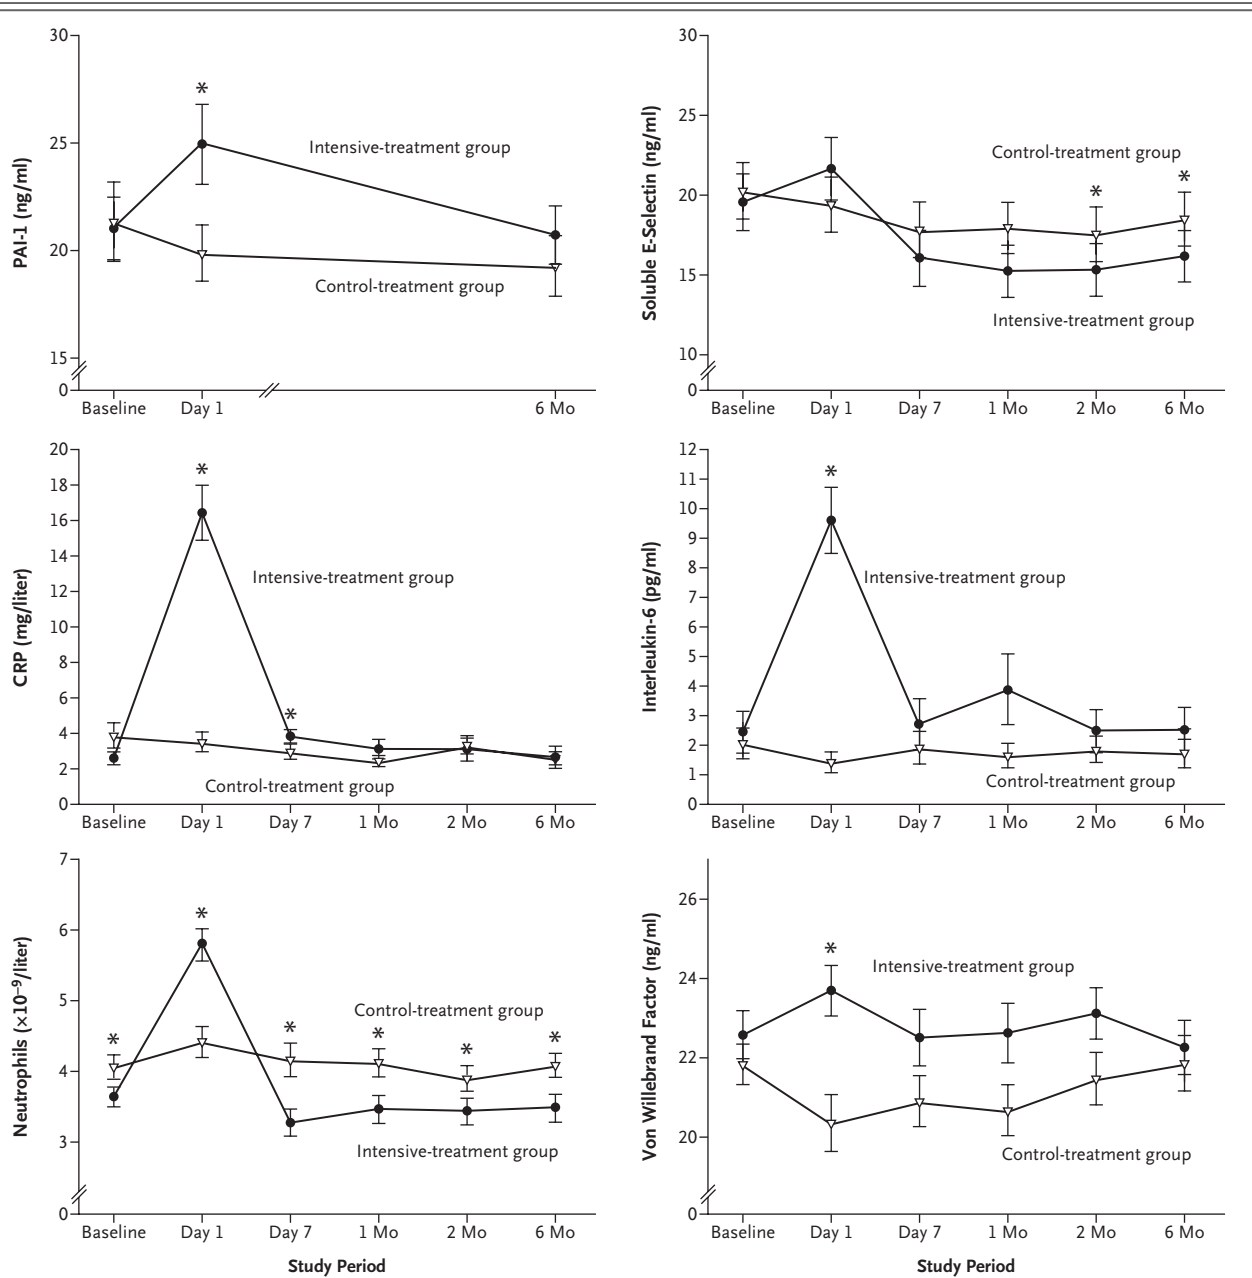 PAI-1 (ng/ml)
30
25
20
15
0
*
Intensive-treatment group
Control-treatment group
Baseline Day 1 6 Mo
Soluble E-Selectin (ng/ml)
30
25
20
15
10
0
Control-treatment group
* *
Intensive-treatment group
Baseline Day 1 Day 7 1 Mo 2 Mo 6 Mo
CRP (mg/liter)
20
18
16
14
12
10
8
6
4
2
0
*
Intensive-treatment group
*
Control-treatment group
Baseline Day 1 Day 7 1 Mo 2 Mo 6 Mo
Interleukin-6 (pg/ml)
12
11
10
9
8
7
6
5
4
3
2
1
0
*
Intensive-treatment group
Control-treatment group
Baseline Day 1 Day 7 1 Mo 2 Mo 6 Mo
Neutrophils (×10⁻⁹/liter)
7
6
5
4
3
0
*
Control-treatment group
* * * * *
Intensive-treatment group
Baseline Day 1 Day 7 1 Mo 2 Mo 6 Mo
Study Period
Von Willebrand Factor (ng/ml)
26
24
22
20
0
*
Intensive-treatment group
Control-treatment group
Baseline Day 1 Day 7 1 Mo 2 Mo 6 Mo
Study Period